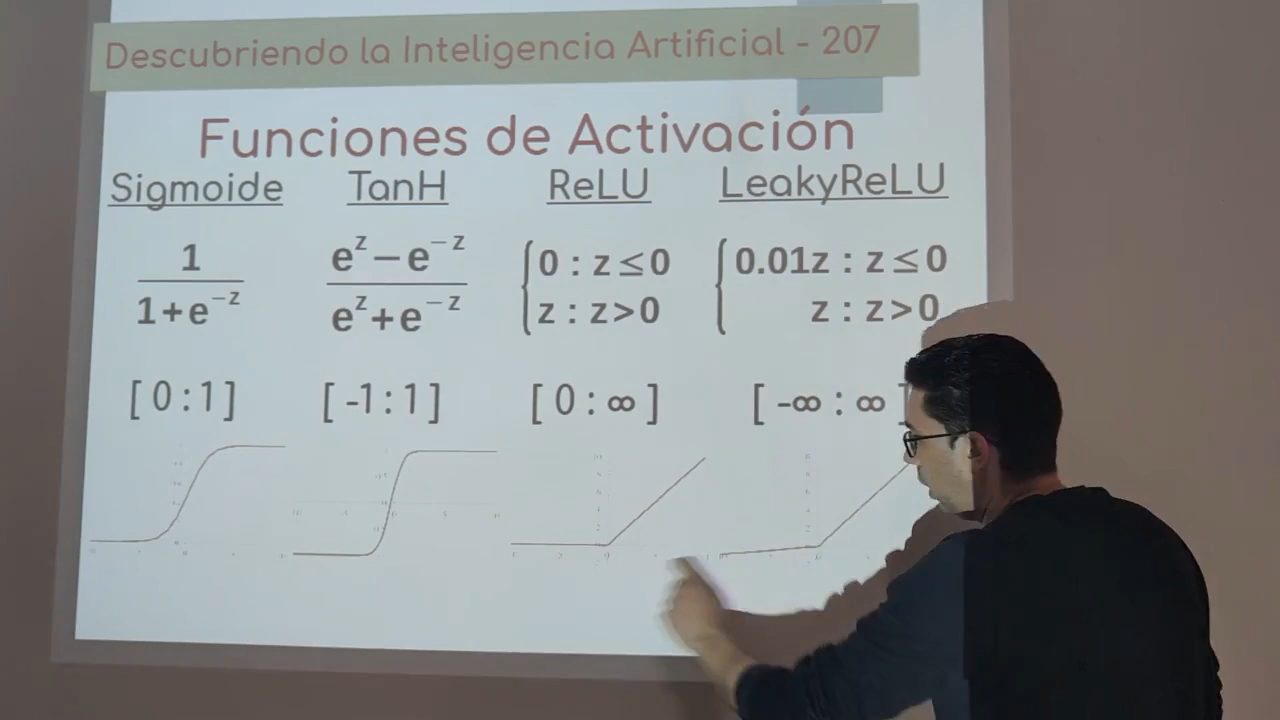 Descubriendo la Inteligencia Artificial - 207
Funciones de Activación
Sigmoide TanH ReLU LeakyReLU
1 e^z − e^−z 0 : z ≤ 0 0.01z : z ≤ 0
1+e^−z e^z + e^−z z : z>0 z : z>0
[ 0 : 1 ] [ -1 : 1 ] [ 0 : ∞ ] [ -∞ : ∞